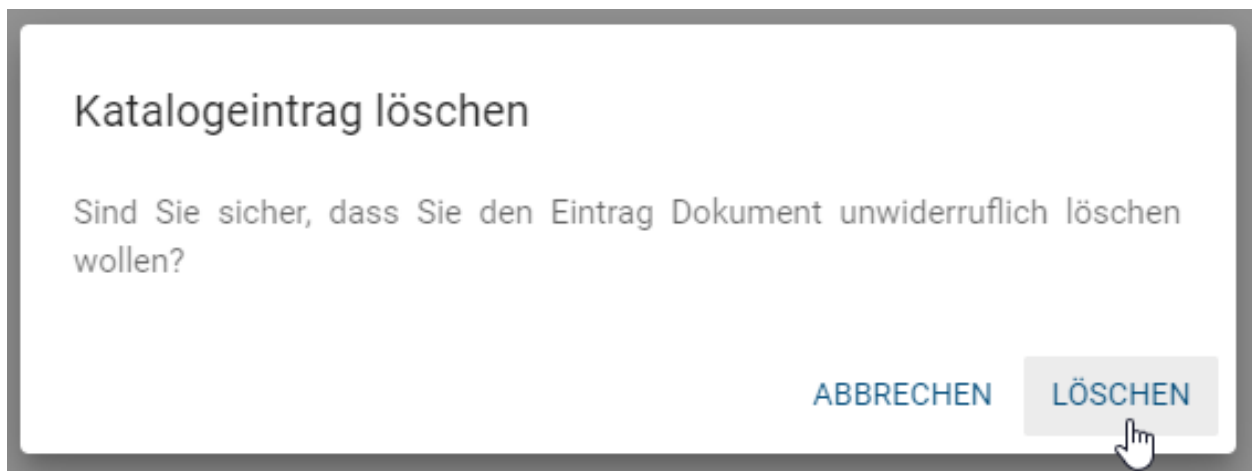 Katalogeintrag löschen
Sind Sie sicher, dass Sie den Eintrag Dokument unwiderruflich löschen
wollen?
ABBRECHEN LÖSCHEN